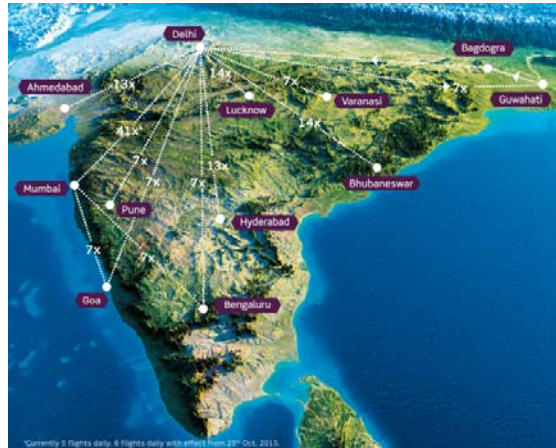 Delhi
Bagdogra
Ahmedabad
13x
14x
7x
7x
Guwahati
Lucknow
Varanasi
41x*
14x
7x
13x
Bhubaneswar
7x
Mumbai
7x
Pune
Hyderabad
7x
7x
Goa
Bengaluru
*Currently 5 flights daily. 6 flights daily with effect from 25th Oct. 2015.